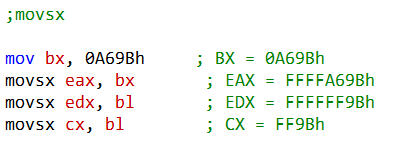 ;movsx
mov bx, 0A69Bh ; BX = 0A69Bh
movsx eax, bx ; EAX = FFFFA69Bh
movsx edx, bl ; EDX = FFFFFF9Bh
movsx cx, bl ; CX = FF9Bh